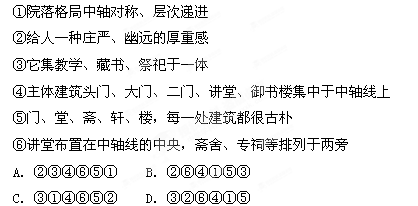 ①院落格局中轴对称、层次递进
②给人一种庄严、幽远的厚重感
③它集教学、藏书、祭祀于一体
④主体建筑头门、大门、二门、讲堂、御书楼集中于中轴线上
⑤门、堂、斋、轩、楼，每一处建筑都很古朴
⑥讲堂布置在中轴线的中央，斋舍、专祠等排列于两旁
A. ②③④⑥⑤① B. ②⑥④①⑤③
C. ③①④⑥⑤② D. ③②⑥④①⑤